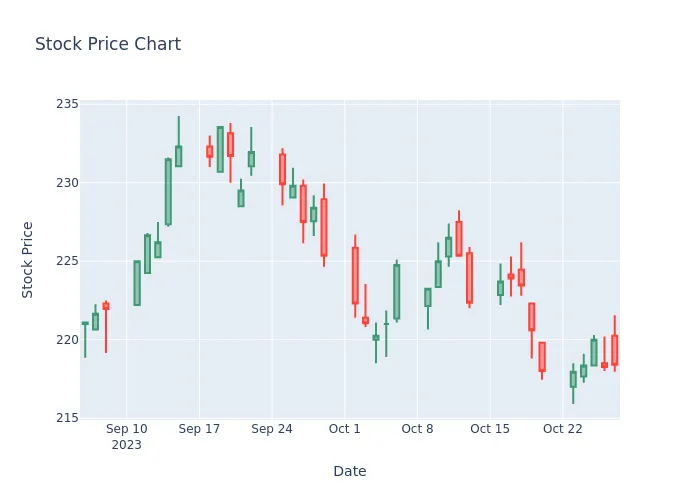 Stock Price Chart
235
230
225
220
215
Stock Price
Sep 10
2023
Sep 17
Sep 24
Oct 1
Oct 8
Oct 15
Oct 22
Date